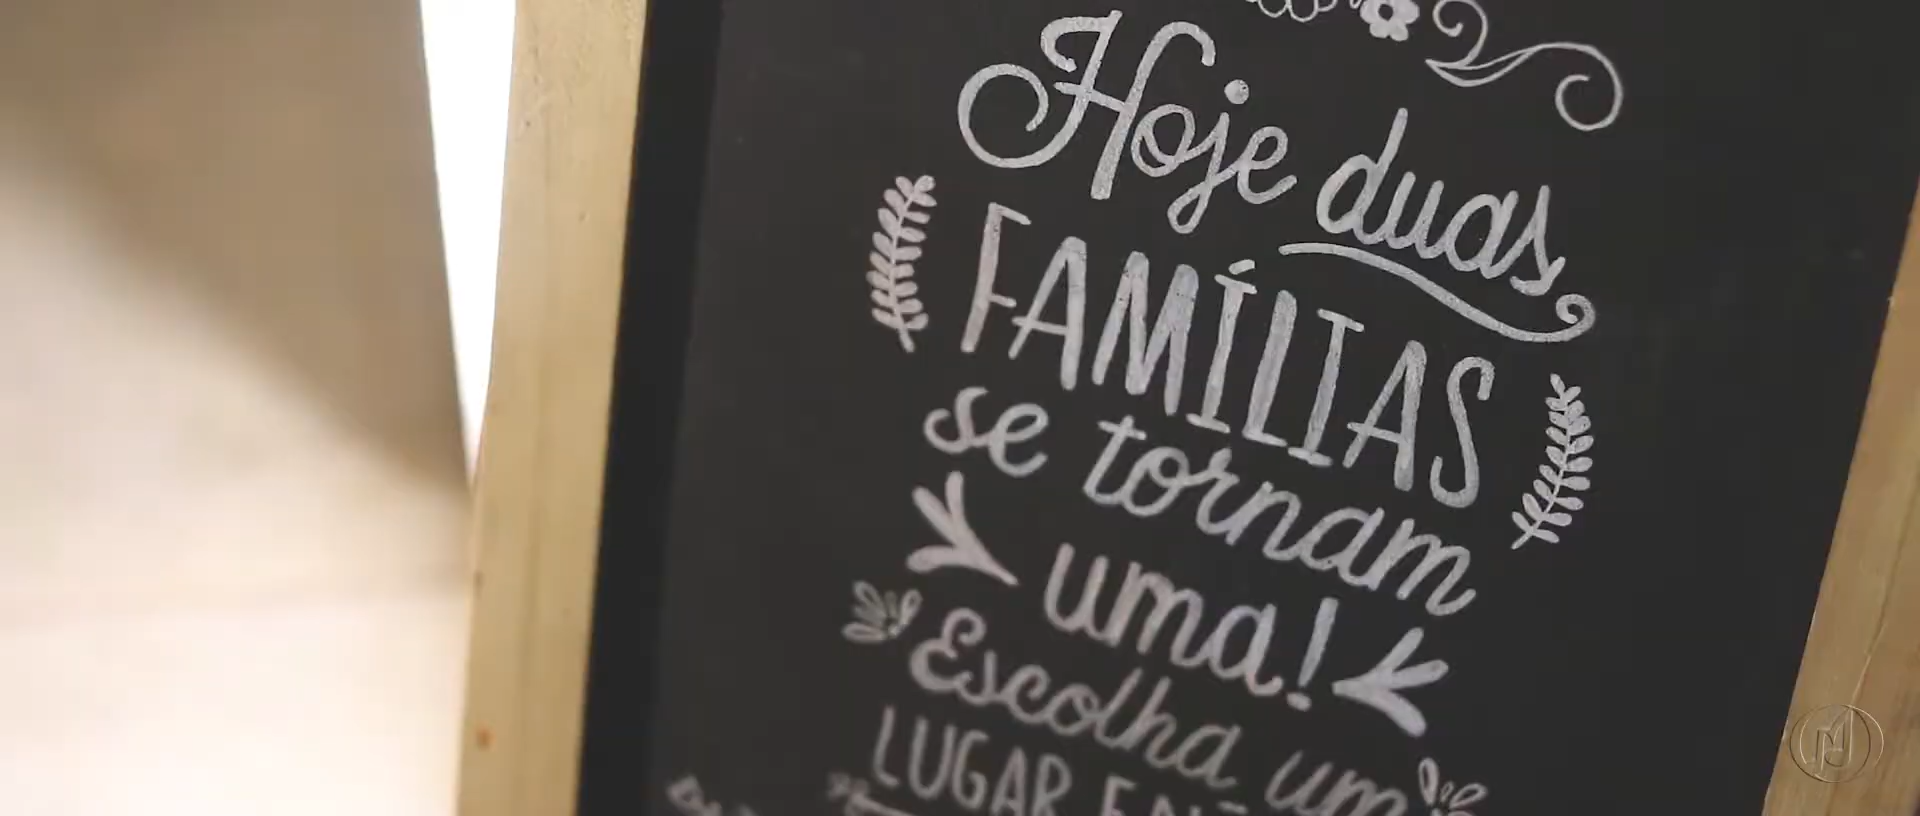 Hoje duas
FAMÍLIAS
se tornam
uma!
Escolha um
LUGAR